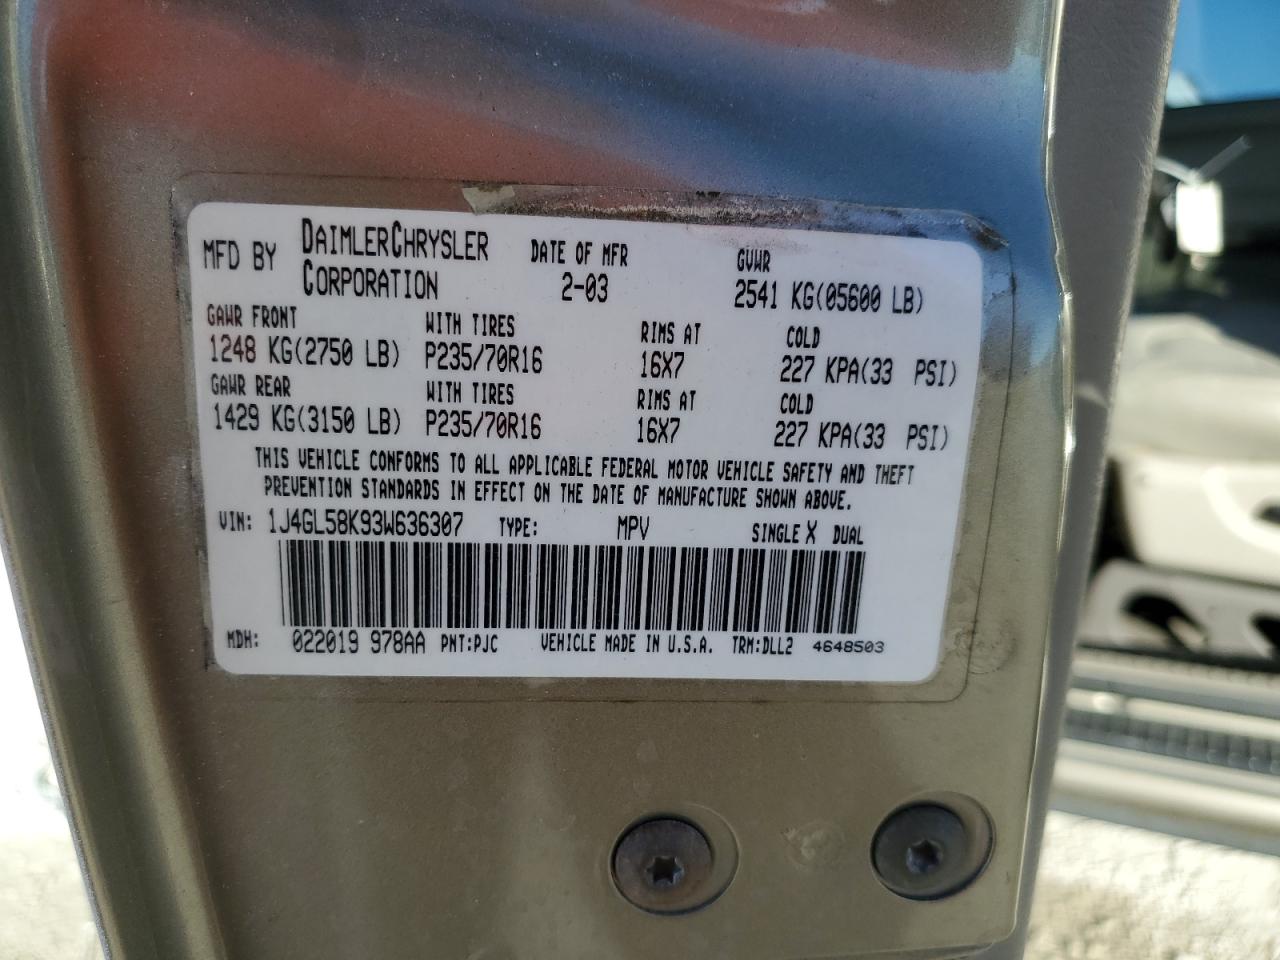 MFD BY DAIMLERCHRYSLER CORPORATION DATE OF MFR 2-03 GVWR 2541 KG(05600 LB)
GAWR FRONT WITH TIRES RIMS AT COLD
1248 KG(2750 LB) P235/70R16 16X7 227 KPA(33 PSI)
GAWR REAR WITH TIRES RIMS AT COLD
1429 KG(3150 LB) P235/70R16 16X7 227 KPA(33 PSI)
THIS VEHICLE CONFORMS TO ALL APPLICABLE FEDERAL MOTOR VEHICLE SAFETY AND THEFT
PREVENTION STANDARDS IN EFFECT ON THE DATE OF MANUFACTURE SHOWN ABOVE.
VIN: 1J4GL58K93W636307 TYPE: MPV SINGLE X DUAL
MDH: 022019 978AA PNT:PJC VEHICLE MADE IN U.S.A. TRM:DLL2 4648503